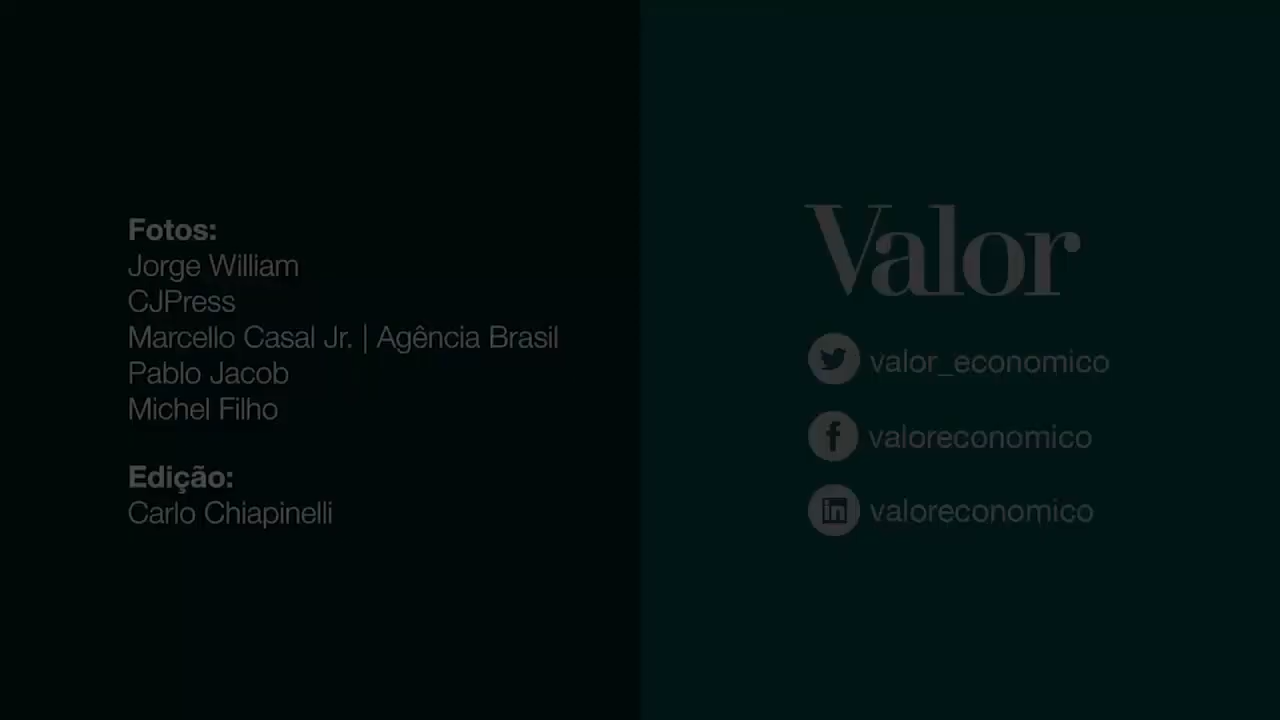 Fotos:
Jorge William
CJPress
Marcello Casal Jr. | Agência Brasil
Pablo Jacob
Michel Filho
Edição:
Carlo Chiapinelli
Valor
valor_economico
valoreconomico
valoreconomico